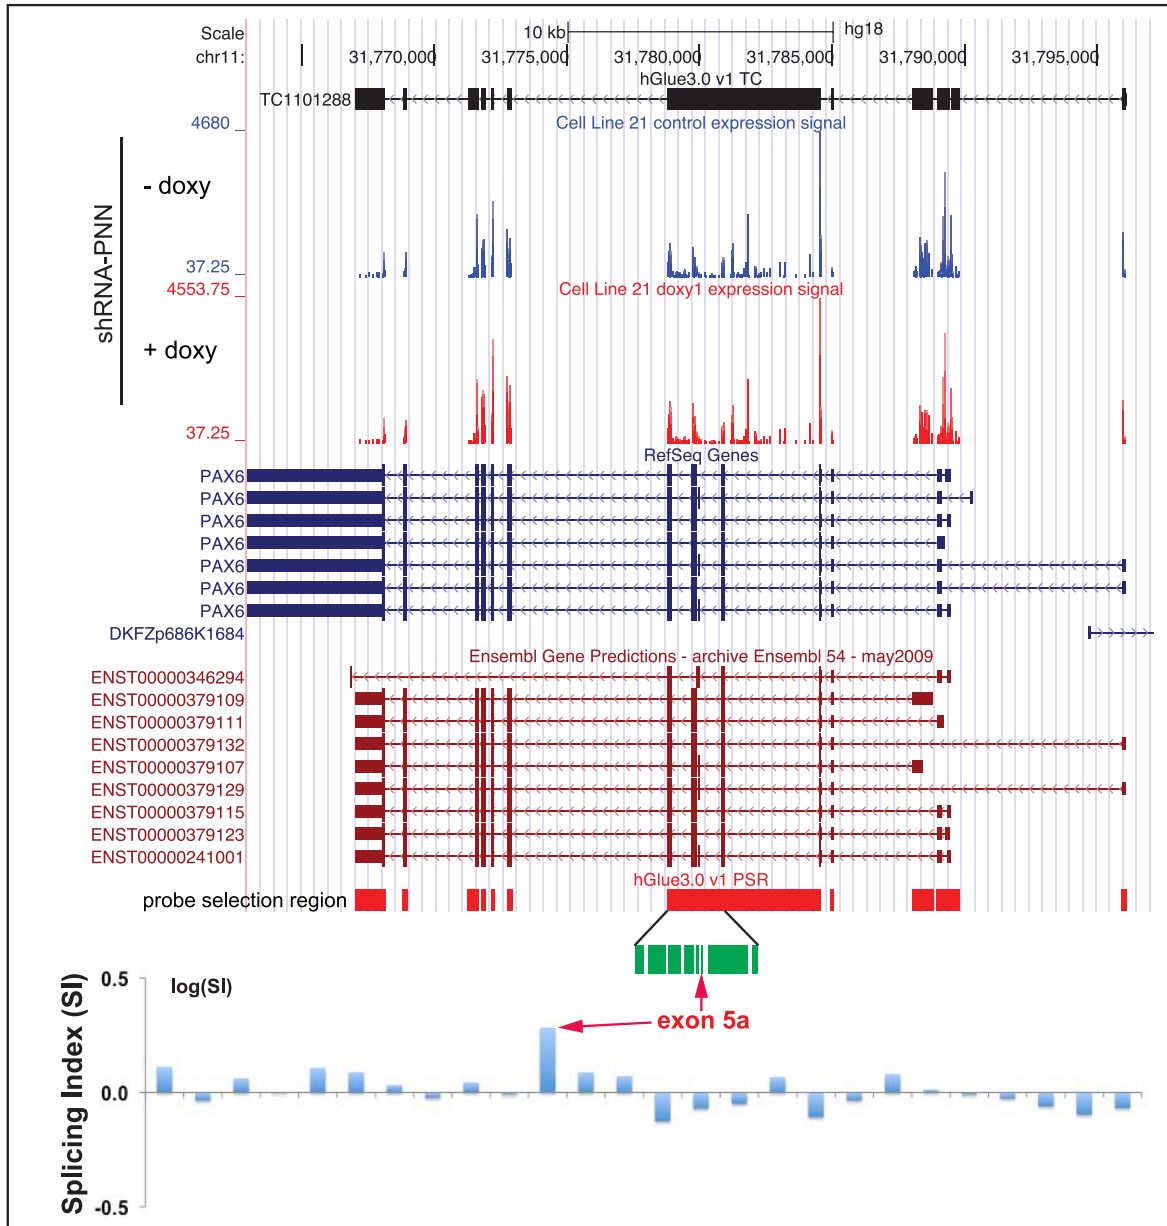 Scale 10 kb hg18
chr11: 31,770,000 31,775,000 31,780,000 31,785,000 31,790,000 31,795,000
hGlue3.0 v1 TC
TC1101288
4680 Cell Line 21 control expression signal
- doxy
37.25
4553.75 Cell Line 21 doxy1 expression signal
shRNA-PNN
+ doxy
37.25
RefSeq Genes
PAX6
PAX6
PAX6
PAX6
PAX6
PAX6
PAX6
DKFZp686K1684
Ensembl Gene Predictions - archive Ensembl 54 - may2009
ENST00000346294
ENST00000379109
ENST00000379111
ENST00000379132
ENST00000379107
ENST00000379129
ENST00000379115
ENST00000379123
ENST00000241001
hGlue3.0 v1 PSR
probe selection region
0.5 log(SI)
exon 5a
0.0
-0.5
Splicing Index (SI)